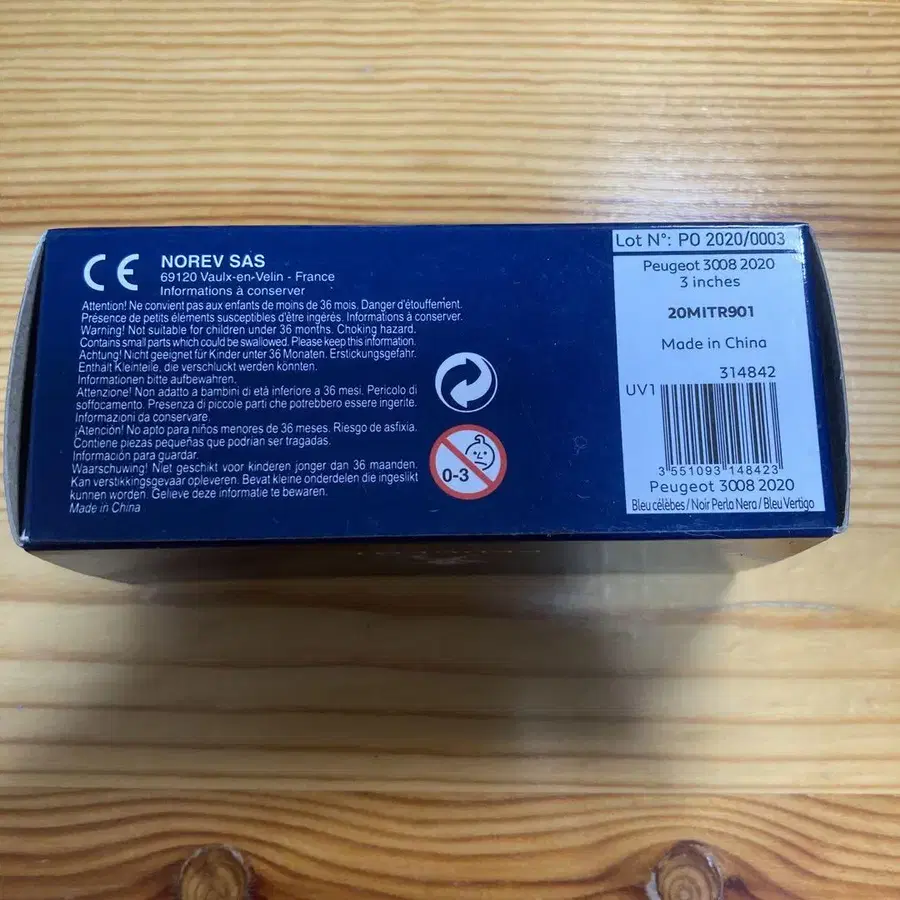 CE
NOREV SAS
69120 Vaulx-en-Velin - France
Informations à conserver
Attention! Ne convient pas aux enfants de moins de 36 mois. Danger d'étouffement.
Présence de petits éléments susceptibles d'être ingérés. Informations à conserver.
Warning! Not suitable for children under 36 months. Choking hazard.
Contains small parts which could be swallowed. Please keep this information.
Achtung! Nicht geeignet für Kinder unter 36 Monaten. Erstickungsgefahr.
Enthält Kleinteile, die verschluckt werden könnten.
Informationen bitte aufbewahren.
Attenzione! Non adatto a bambini di età inferiore a 36 mesi. Pericolo di
soffocamento. Presenza di piccole parti che potrebbero essere ingerite.
Informazioni da conservare.
¡Atención! No apto para niños menores de 36 meses. Riesgo de asfixia.
Contiene piezas pequeñas que podrían ser tragadas.
Información para guardar.
Waarschuwing! Niet geschikt voor kinderen jonger dan 36 maanden.
Kan verstikkingsgevaar opleveren. Bevat kleine onderdelen die ingeslikt
kunnen worden. Gelieve deze informatie te bewaren.
Made in China
0-3
Lot N°: PO 2020/0003
Peugeot 3008 2020
3 inches
20MITR901
Made in China
314842
UV1
3 551093 148423
Peugeot 3008 2020
Bleu célèbes / Noir Perla Nera / Bleu Vertigo